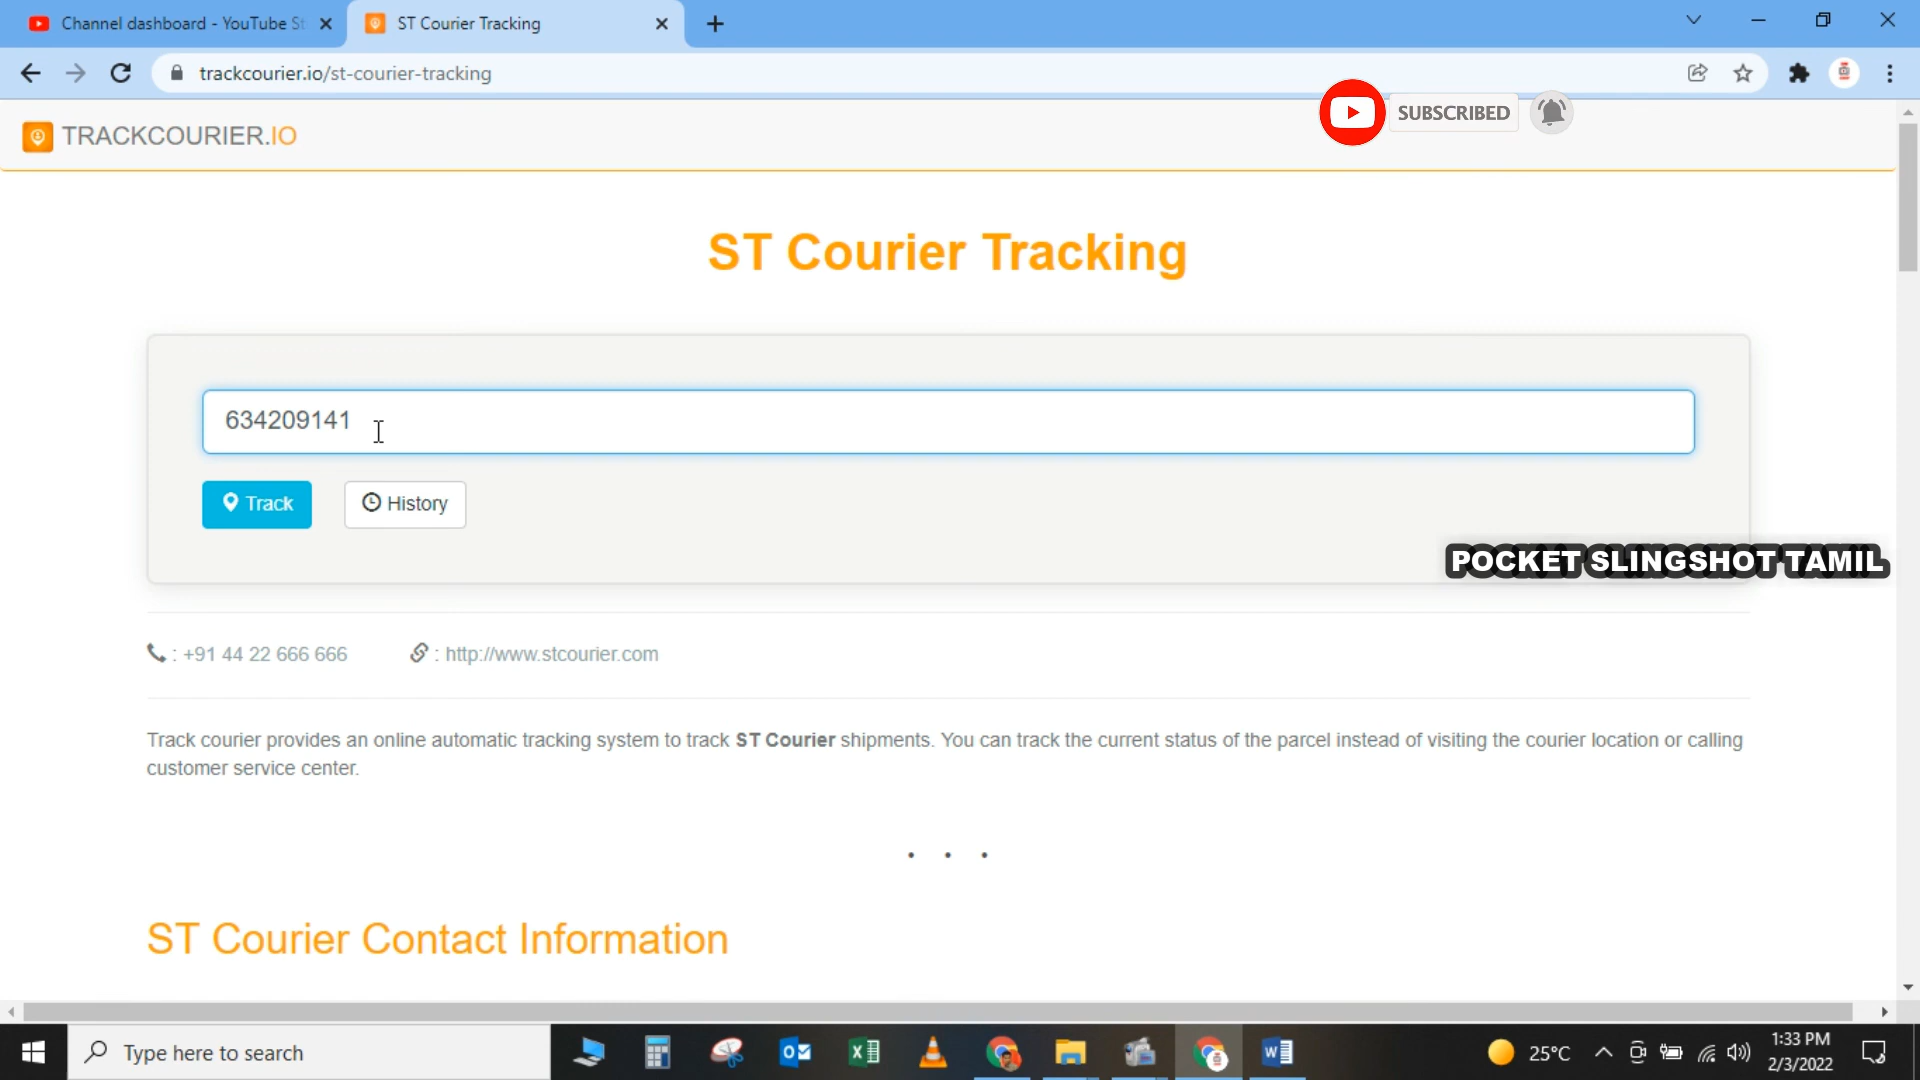 Channel dashboard - YouTube St
ST Courier Tracking
trackcourier.io/st-courier-tracking
SUBSCRIBED
TRACKCOURIER.IO
ST Courier Tracking
634209141
Track
History
POCKET SLINGSHOT TAMIL
: +91 44 22 666 666
: http://www.stcourier.com
Track courier provides an online automatic tracking system to track ST Courier shipments. You can track the current status of the parcel instead of visiting the courier location or calling
customer service center.
• • •
ST Courier Contact Information
Type here to search
25°C
1:33 PM
2/3/2022